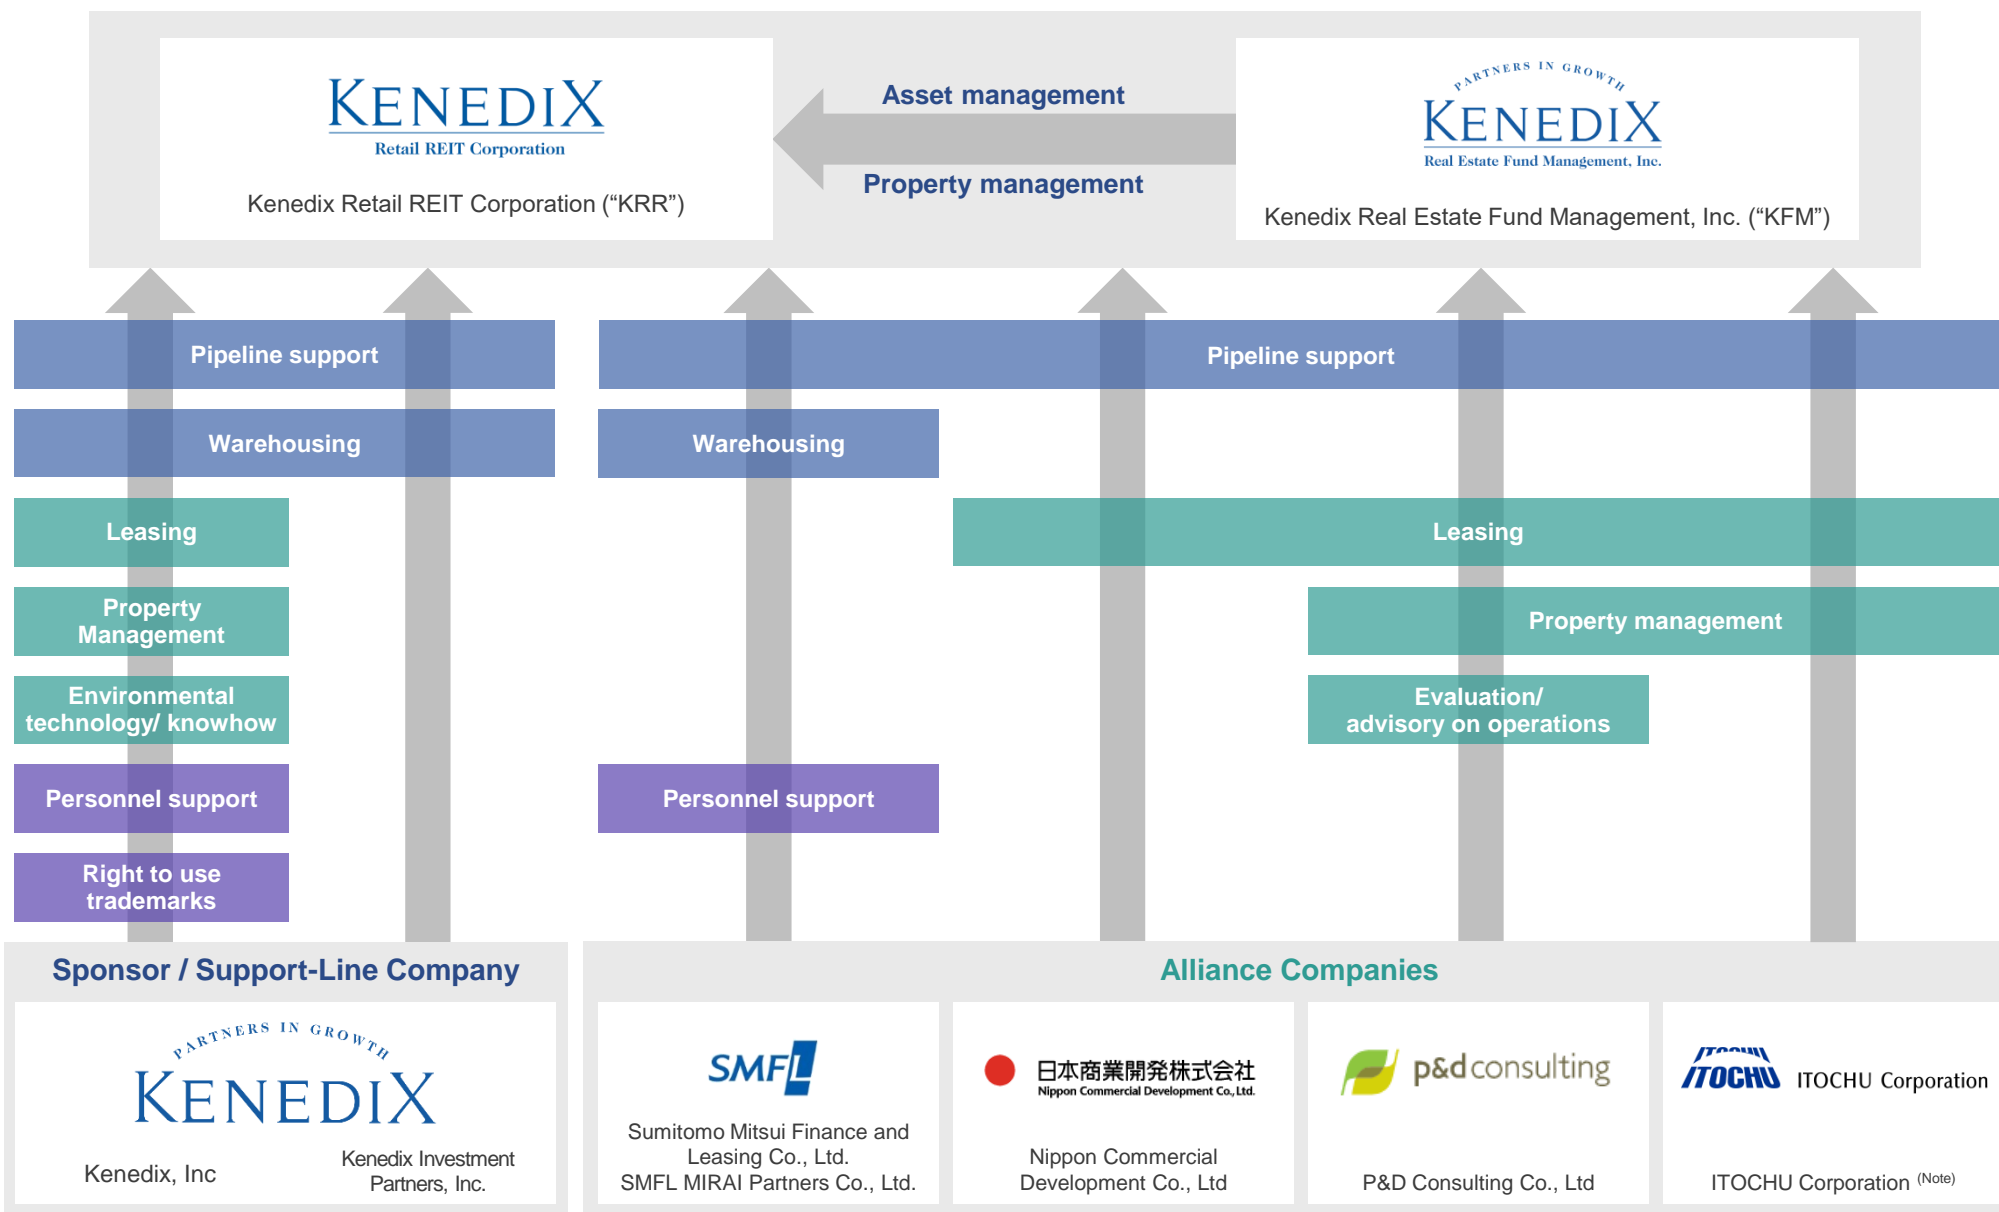 KENEDIX
Retail REIT Corporation
Kenedix Retail REIT Corporation (“KRR”)
Asset management
Property management
PARTNERS IN GROWTH
KENEDIX
Real Estate Fund Management, Inc.
Kenedix Real Estate Fund Management, Inc. (“KFM”)
Pipeline support
Pipeline support
Warehousing
Warehousing
Leasing
Leasing
Property
Management
Property management
Environmental
technology/ knowhow
Evaluation/
advisory on operations
Personnel support
Personnel support
Right to use
trademarks
Sponsor / Support-Line Company
PARTNERS IN GROWTH
KENEDIX
Kenedix, Inc
Kenedix Investment
Partners, Inc.
Alliance Companies
SMFL
Sumitomo Mitsui Finance and
Leasing Co., Ltd.
SMFL MIRAI Partners Co., Ltd.
日本商業開発株式会社
Nippon Commercial Development Co., Ltd.
Nippon Commercial
Development Co., Ltd
p&dconsulting
P&D Consulting Co., Ltd
ITOCHU
ITOCHU
ITOCHU Corporation
ITOCHU Corporation (Note)